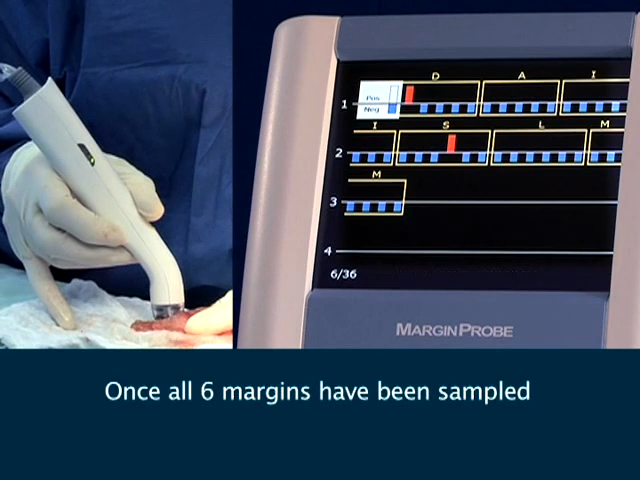 D A I
Pos
Neg
1
I S L M
2
M
3
4
6/36
MARGINPROBE
Once all 6 margins have been sampled